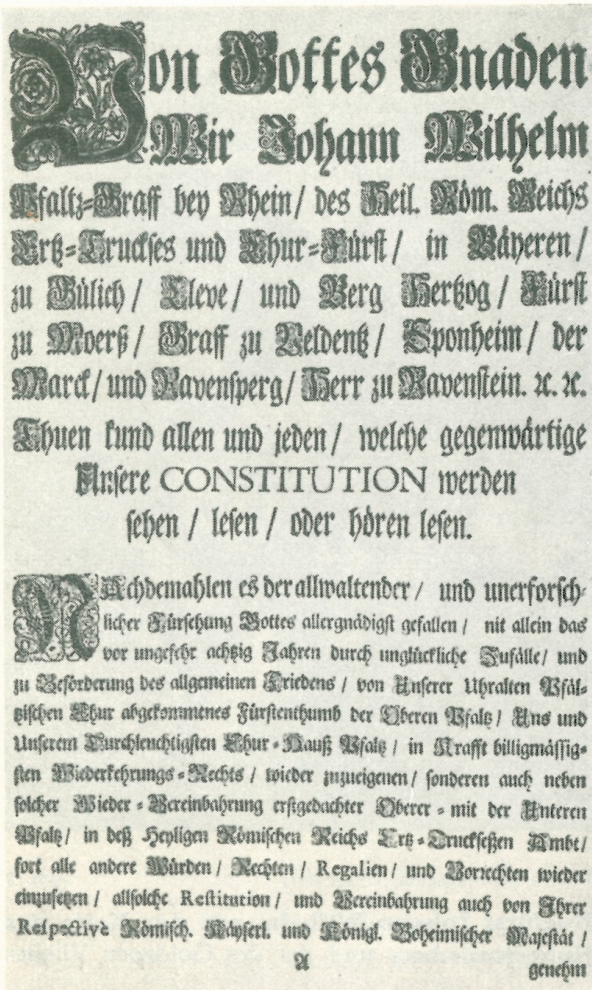 Von Gottes Gnaden
Wir Johann Wilhelm
Pfaltz-Graff bey Rhein/ des Heil. Röm. Reichs
Ertz-Truckses und Chur-Fürst/ in Bäyeren/
zu Gülich/ Cleve/ und Berg Hertzog/ Fürst
zu Moerß/ Graff zu Veldentz/ Sponheim/ der
Marck/ und Ravensperg/ Herr zu Ravenstein. ꝛc. ꝛc.
Thuen kund allen und jeden/ welche gegenwärtige
Unsere CONSTITUTION werden
sehen / lesen / oder hören lesen.
NAchdemahlen es der allwaltender / und unerforsch-
licher Fürsehung Gottes allergnädigst gefallen / nit allein das
vor ungefehr achtzig Jahren durch unglückliche Zufälle/ und
zu Beförderung des allgemeinen Friedens / von Unserer Uhralten Pfäl-
tzischen Chur abgekommenes Fürstenthumb der Oberen Pfaltz/ Uns und
Unserem Durchleuchtigsten Chur-Hauß Pfaltz / in Krafft billigmässig-
sten Wiederkehrungs-Rechts / wieder zuzueigenen/ sonderen auch neben
solcher Wieder-Vereinbahrung erstgedachter Oberer- mit der Unteren
Pfaltz/ in deß Heyligen Römischen Reichs Ertz-Trucksessen Ambt/
fort alle andere Würden/ Rechten/ Regalien/ und Vorrechten wieder
einzusetzen / allsolche Restitution/ und Vereinbahrung auch von Ihrer
Respectivè Römisch. Käyserl. und Königl. Boheimischer Majestät /
A genehm